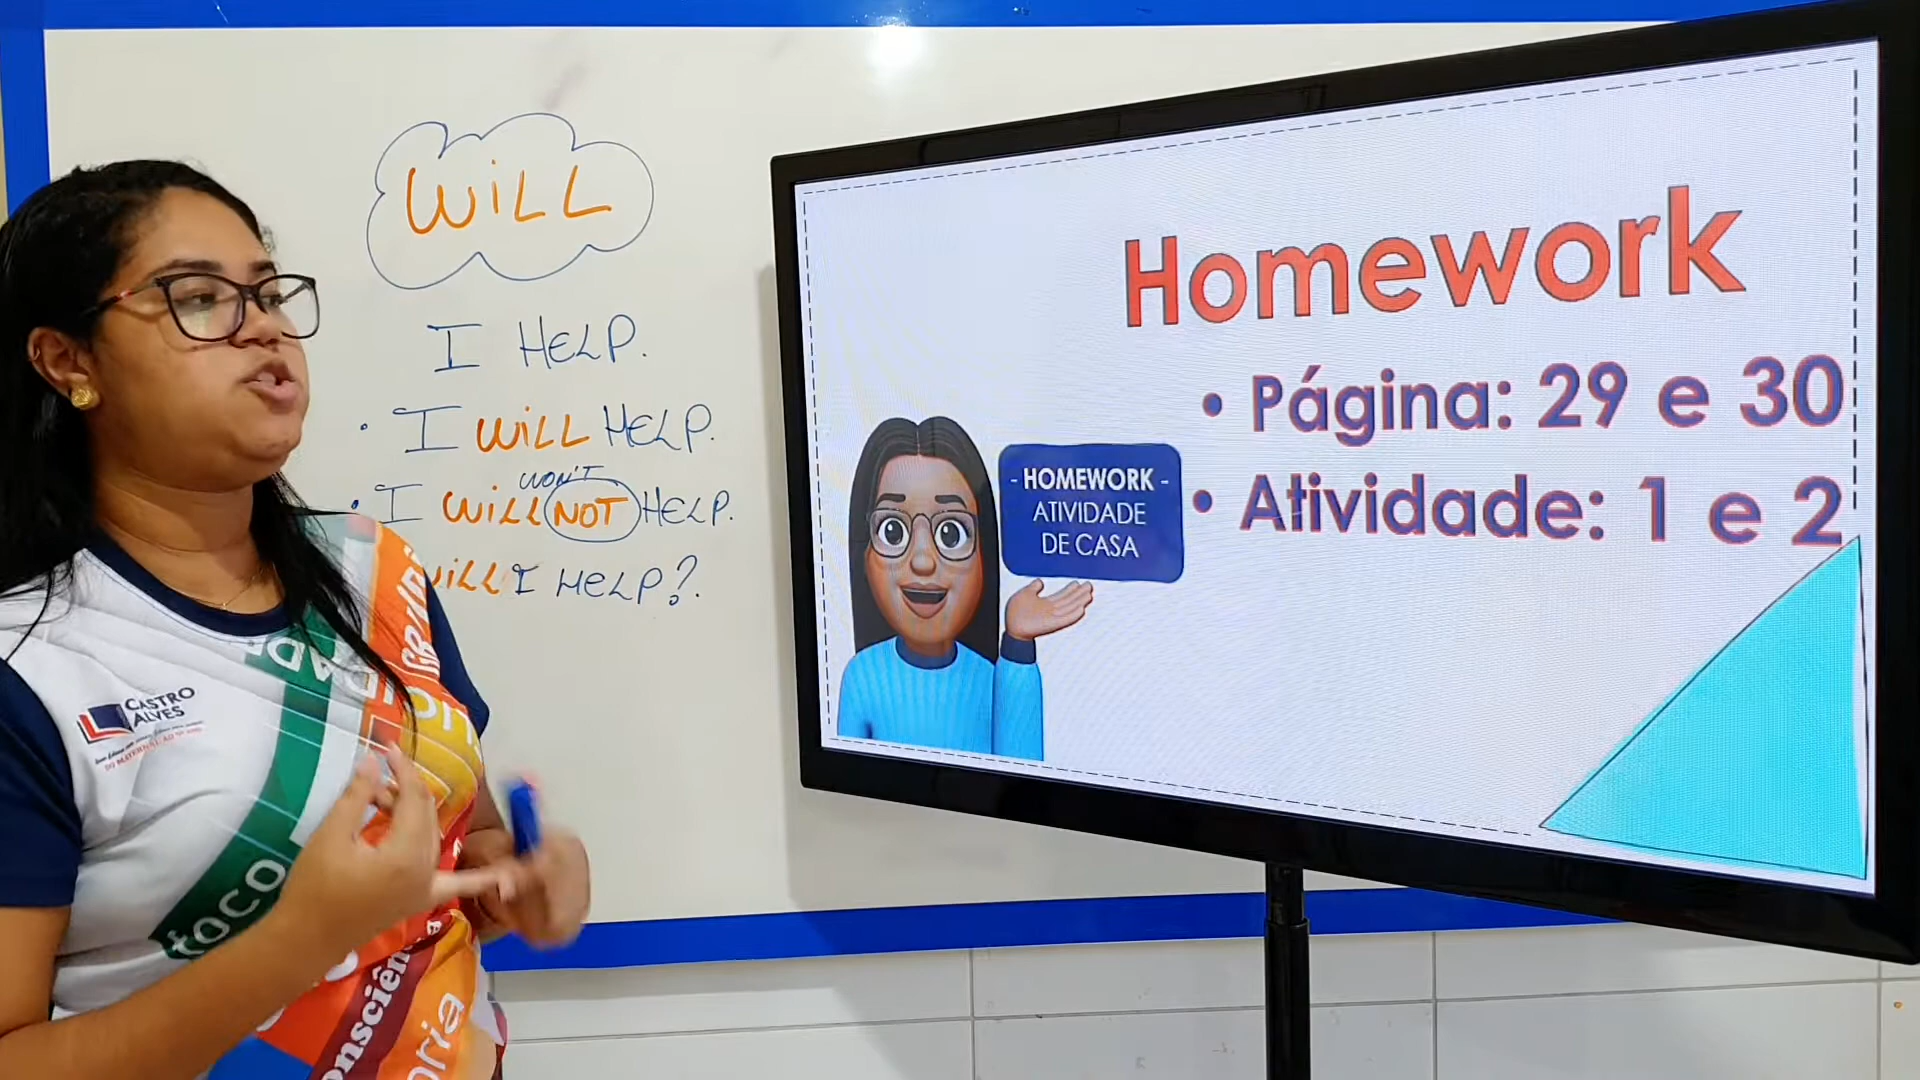 WiLL
I HELP.
• I WiLL HELP.
WON'T
• I WiLL NOT HELP.
WiLL I HELP?
Homework
• Página: 29 e 30
• Atividade: 1 e 2
- HOMEWORK -
ATIVIDADE
DE CASA
CASTRO
ALVES
toco